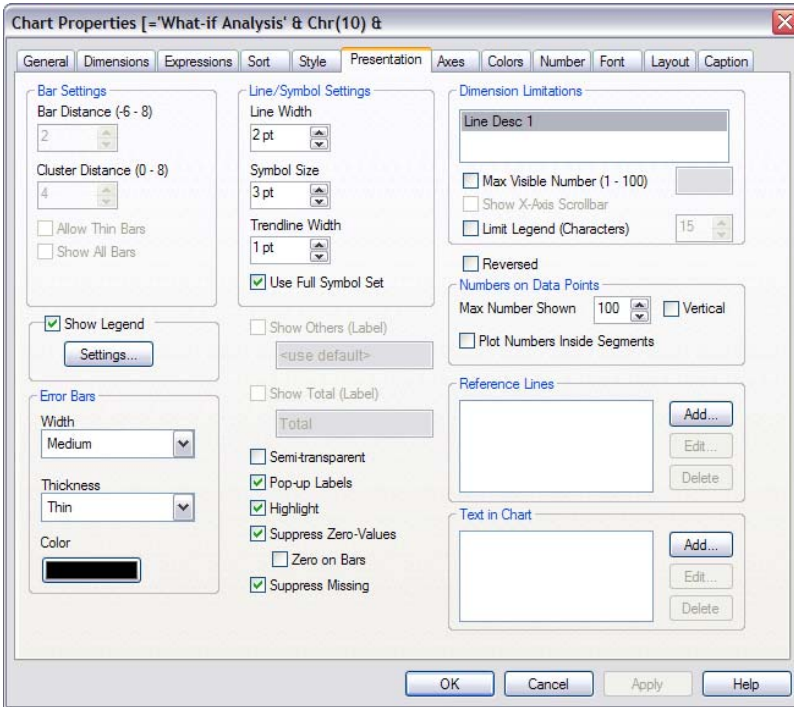 Chart Properties [='What-if Analysis' & Chr(10) &
General Dimensions Expressions Sort Style Presentation Axes Colors Number Font Layout Caption
Bar Settings
Bar Distance (-6 - 8)
2
Cluster Distance (0 - 8)
4
Allow Thin Bars
Show All Bars
Show Legend
Settings...
Error Bars
Width
Medium
Thickness
Thin
Color
Line/Symbol Settings
Line Width
2 pt
Symbol Size
3 pt
Trendline Width
1 pt
Use Full Symbol Set
Show Others (Label)
<use default>
Show Total (Label)
Total
Semi-transparent
Pop-up Labels
Highlight
Suppress Zero-Values
Zero on Bars
Suppress Missing
Dimension Limitations
Line Desc 1
Max Visible Number (1 - 100)
Show X-Axis Scrollbar
Limit Legend (Characters) 15
Reversed
Numbers on Data Points
Max Number Shown 100 Vertical
Plot Numbers Inside Segments
Reference Lines
Add...
Edit...
Delete
Text in Chart
Add...
Edit...
Delete
OK Cancel Apply Help